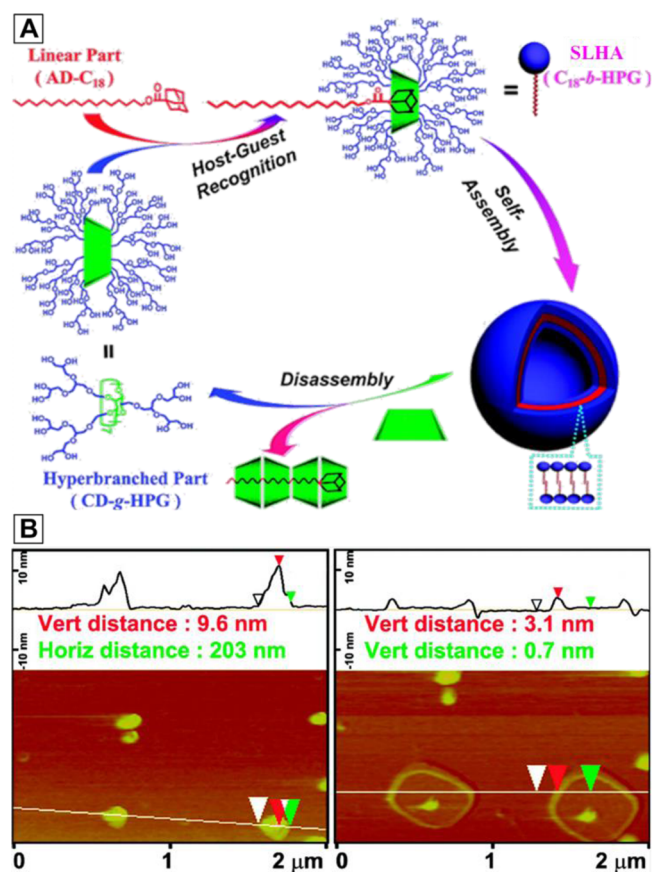 A
Linear Part
( AD-C18)
SLHA
( C18-b-HPG)
=
Host-Guest
Recognition
Self-
Assembly
Disassembly
Hyperbranched Part
( CD-g-HPG)
B
10 nm
Vert distance : 9.6 nm
Horiz distance : 203 nm
-10 nm
0 1 2 μm
10 nm
Vert distance : 3.1 nm
Vert distance : 0.7 nm
-10 nm
0 1 2 μm